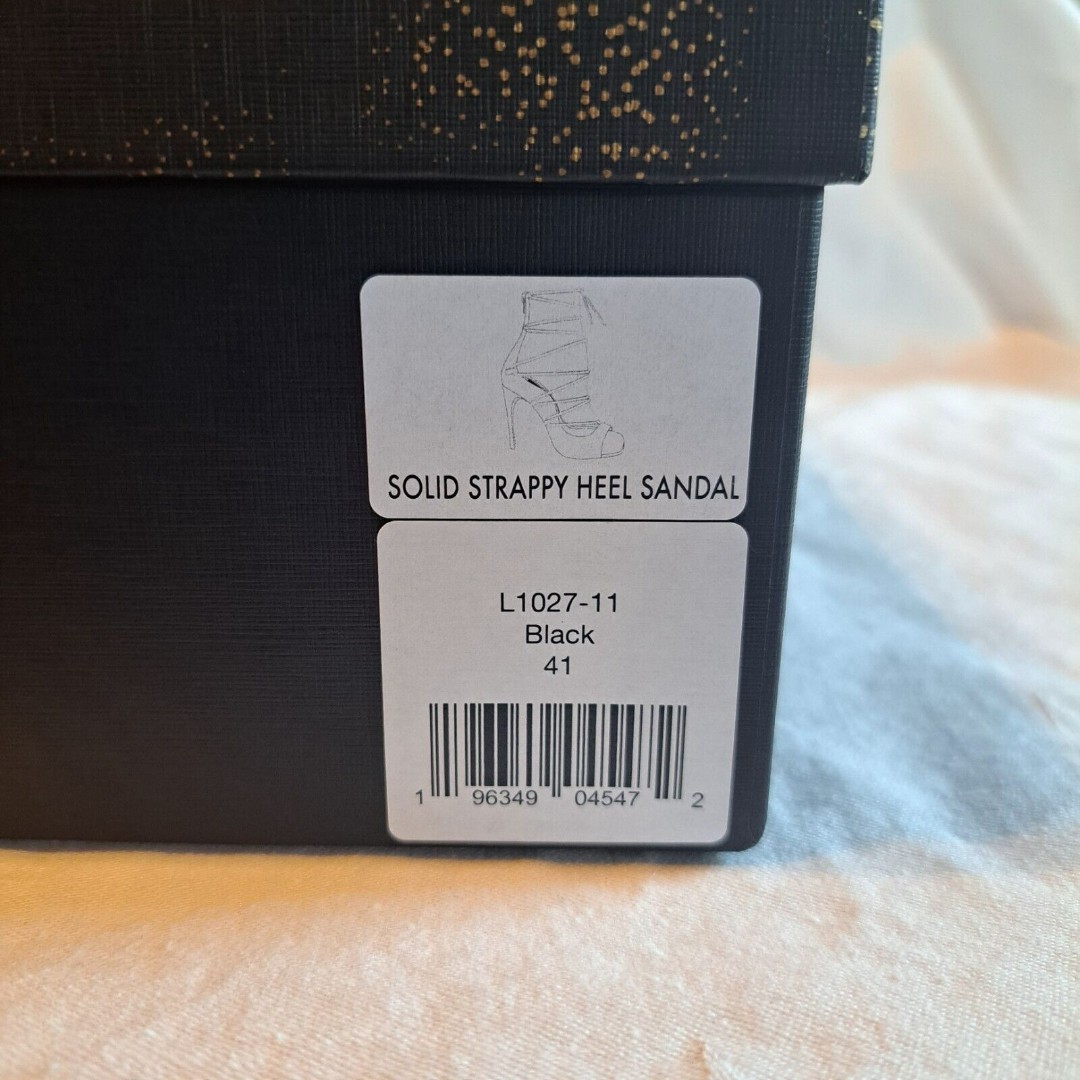 SOLID STRAPPY HEEL SANDAL
L1027-11
Black
41
1 96349 04547 2